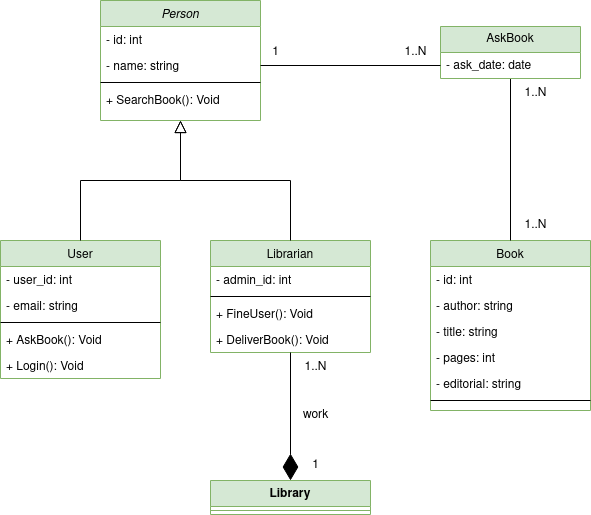 Person
- id: int
- name: string
+ SearchBook(): Void
1
1..N
AskBook
- ask_date: date
1..N
1..N
User
- user_id: int
- email: string
+ AskBook(): Void
+ Login(): Void
Librarian
- admin_id: int
+ FineUser(): Void
+ DeliverBook(): Void
Book
- id: int
- author: string
- title: string
- pages: int
- editorial: string
1..N
work
1
Library